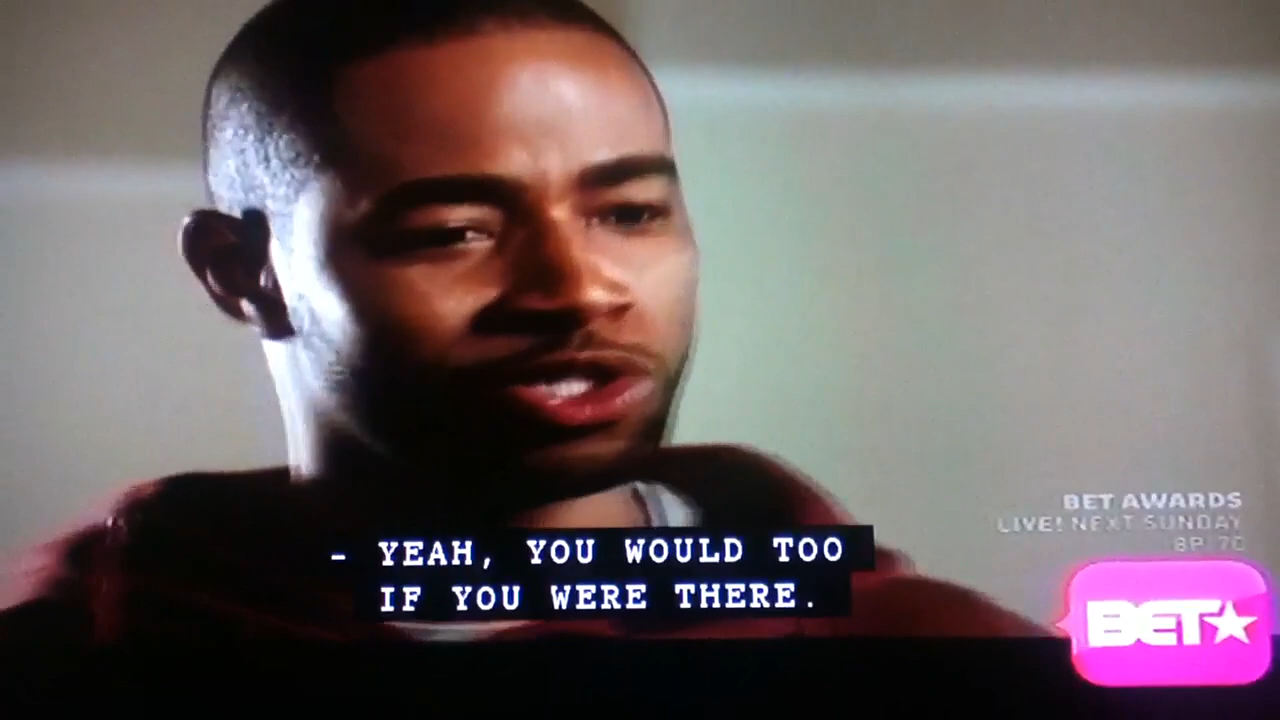 - YEAH, YOU WOULD TOO
IF YOU WERE THERE.
BET AWARDS
LIVE! NEXT SUNDAY
8P/7C
BET★